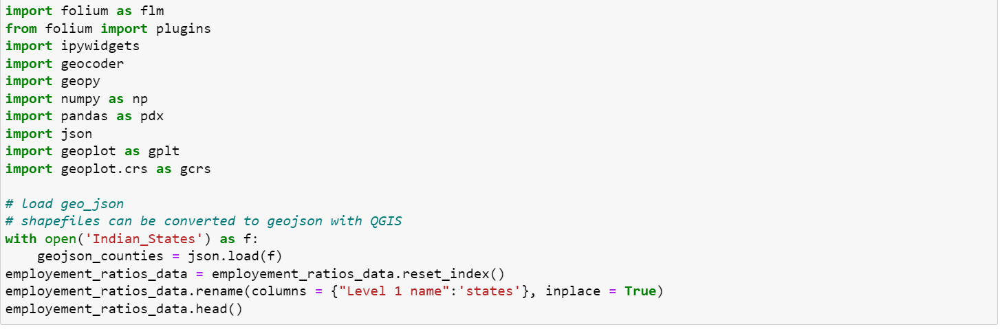 import folium as flm
from folium import plugins
import ipywidgets
import geocoder
import geopy
import numpy as np
import pandas as pdx
import json
import geoplot as gplt
import geoplot.crs as gcrs
# load geo_json
# shapefiles can be converted to geojson with QGIS
with open('Indian_States') as f:
    geojson_counties = json.load(f)
employement_ratios_data = employement_ratios_data.reset_index()
employement_ratios_data.rename(columns = {"Level 1 name":'states'}, inplace = True)
employement_ratios_data.head()